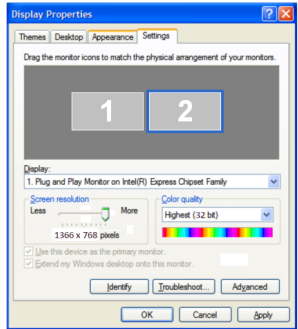 Display Properties
Themes Desktop Appearance Settings
Drag the monitor icons to match the physical arrangement of your monitors.
1 2
Display:
1. Plug and Play Monitor on Intel(R) Express Chipset Family
Screen resolution
Less More
1366 x 768 pixels
Color quality
Highest (32 bit)
Use this device as the primary monitor.
Extend my Windows desktop onto this monitor.
Identify Troubleshoot... Advanced
OK Cancel Apply